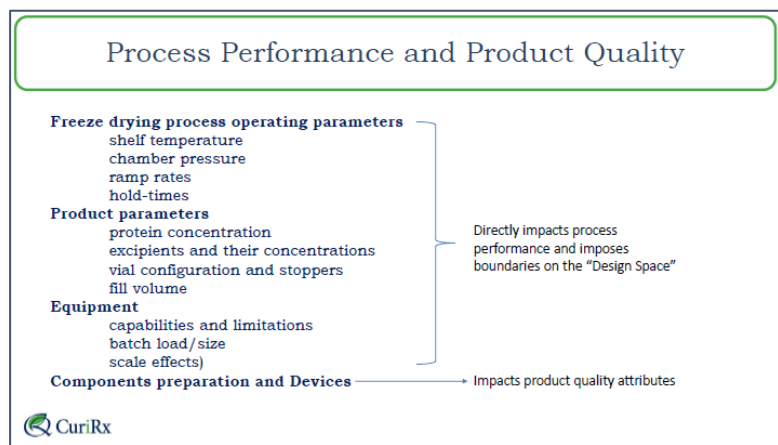 Process Performance and Product Quality
Freeze drying process operating parameters
shelf temperature
chamber pressure
ramp rates
hold-times
Product parameters
protein concentration
excipients and their concentrations
vial configuration and stoppers
fill volume
Equipment
capabilities and limitations
batch load/size
scale effects)
Components preparation and Devices
Directly impacts process
performance and imposes
boundaries on the “Design Space”
Impacts product quality attributes
CuriRx